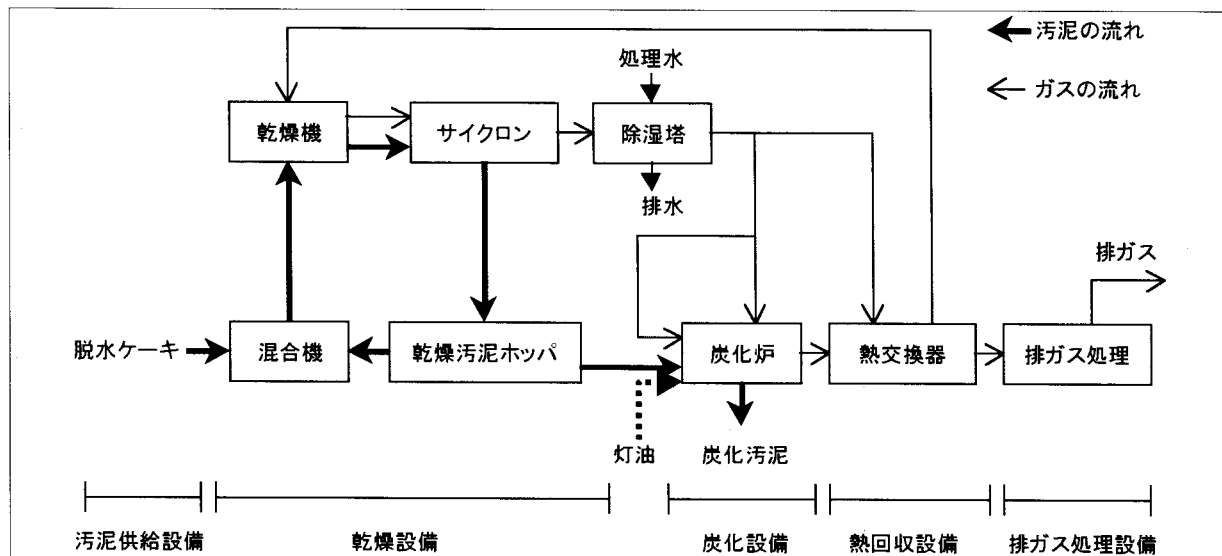 汚泥の流れ
処理水
ガスの流れ
乾燥機
サイクロン
除湿塔
排水
排ガス
脱水ケーキ
混合機
乾燥汚泥ホッパ
炭化炉
熱交換器
排ガス処理
灯油
炭化汚泥
汚泥供給設備
乾燥設備
炭化設備
熱回収設備
排ガス処理設備